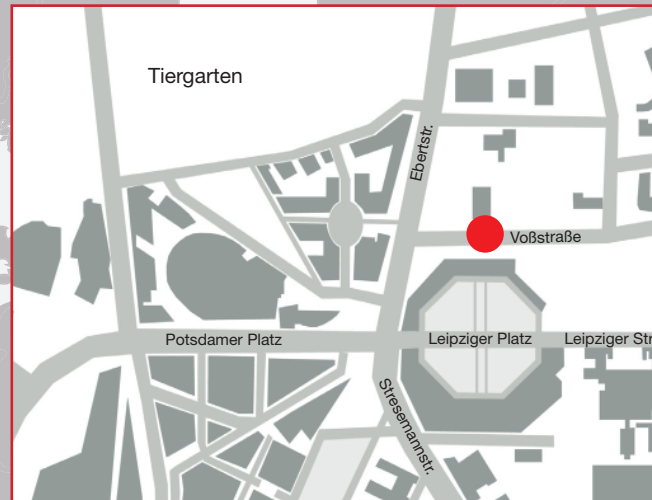 Tiergarten
Ebertstr.
Voßstraße
Potsdamer Platz
Leipziger Platz
Leipziger Str
Stresemannstr.